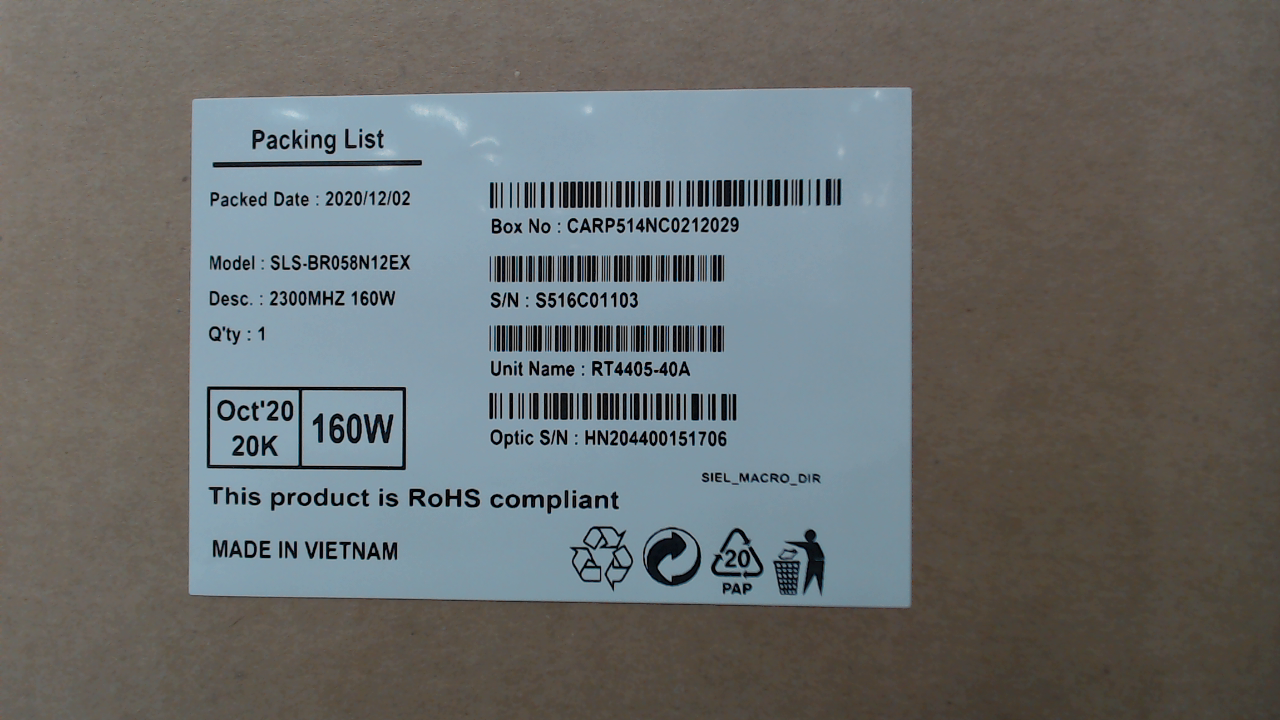 Packing List
Packed Date : 2020/12/02
Model : SLS-BR058N12EX
Desc. : 2300MHZ 160W
Q'ty : 1
Box No : CARP514NC0212029
S/N : S516C01103
Unit Name : RT4405-40A
Optic S/N : HN204400151706
Oct'20
20K
160W
SIEL_MACRO_DIR
This product is RoHS compliant
MADE IN VIETNAM
20
PAP